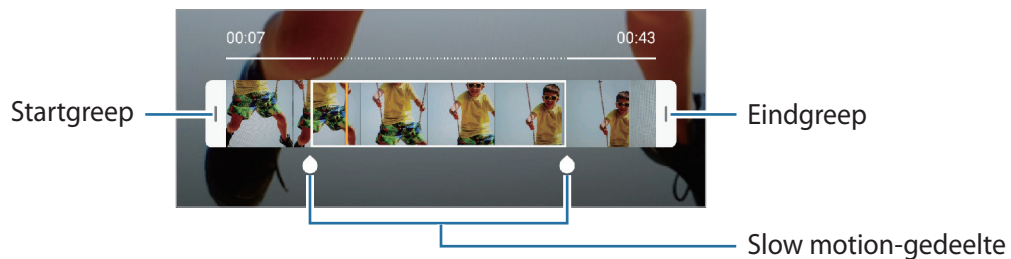 00:07
00:43
Startgreep
Eindgreep
Slow motion-gedeelte